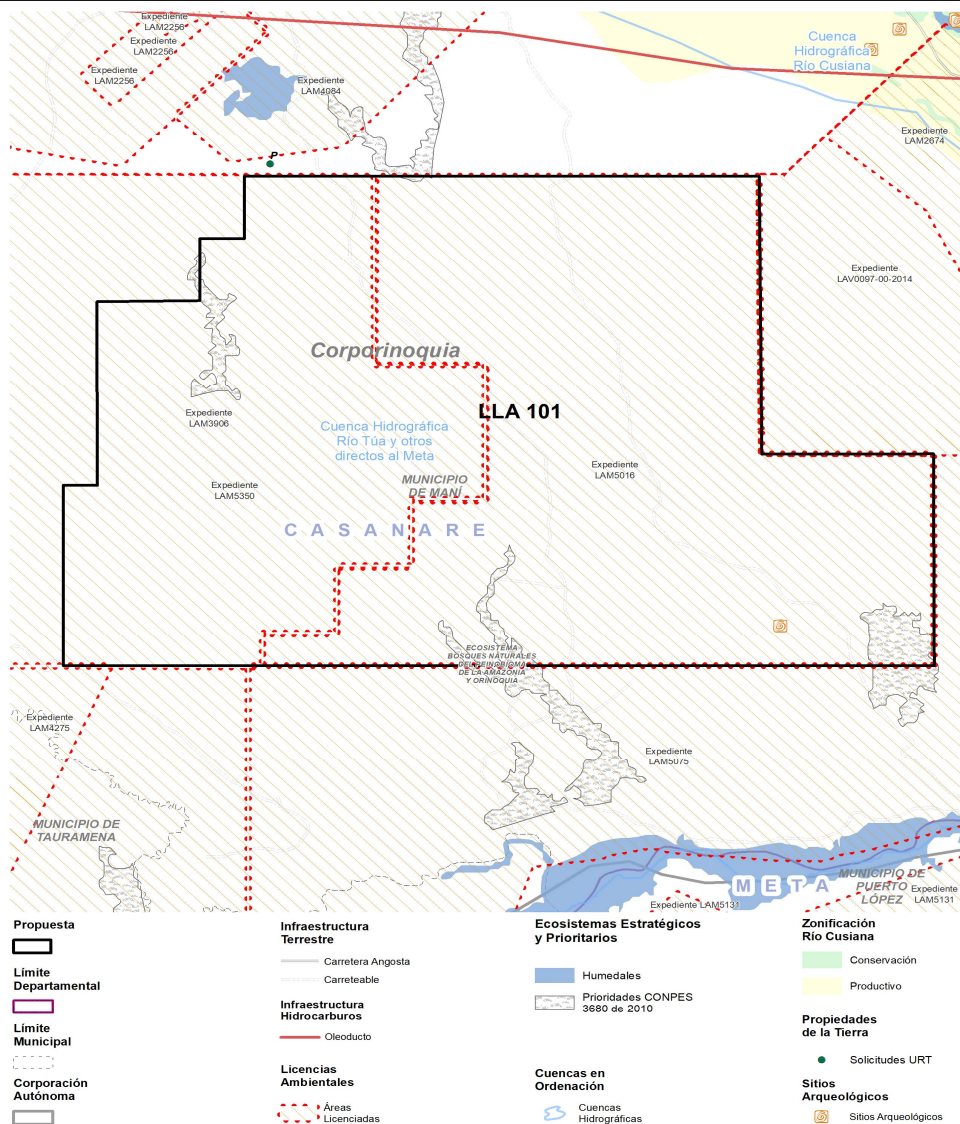 Expediente
LAM2256
Expediente
LAM2256
Expediente
LAM2256
Expediente
LAM4084
Cuenca
Hidrográfica
Río Cusiana
Expediente
LAM2674
P
Expediente
LAV0097-00-2014
Corporinoquia
LLA 101
Expediente
LAM3906
Cuenca Hidrográfica
Río Túa y otros
directos al Meta
Expediente
LAM5016
MUNICIPIO
DE MANÍ
Expediente
LAM5350
CASANARE
ECOSISTEMA
BOSQUES NATURALES
DEL PEINOBIOMA
DE LA AMAZONIA
Y ORINOQUIA
Expediente
LAM4275
Expediente
LAM5075
MUNICIPIO DE
TAURAMENA
META
MUNICIPIO DE
PUERTO
LÓPEZ
Expediente
LAM5131
Expediente LAM5131
Propuesta
Límite
Departamental
Límite
Municipal
Corporación
Autónoma
Infraestructura
Terrestre
Carretera Angosta
Carreteable
Infraestructura
Hidrocarburos
Oleoducto
Licencias
Ambientales
Áreas
Licenciadas
Ecosistemas Estratégicos
y Prioritarios
Humedales
Prioridades CONPES
3680 de 2010
Cuencas en
Ordenación
Cuencas
Hidrográficas
Zonificación
Río Cusiana
Conservación
Productivo
Propiedades
de la Tierra
Solicitudes URT
Sitios
Arqueológicos
Sitios Arqueológicos